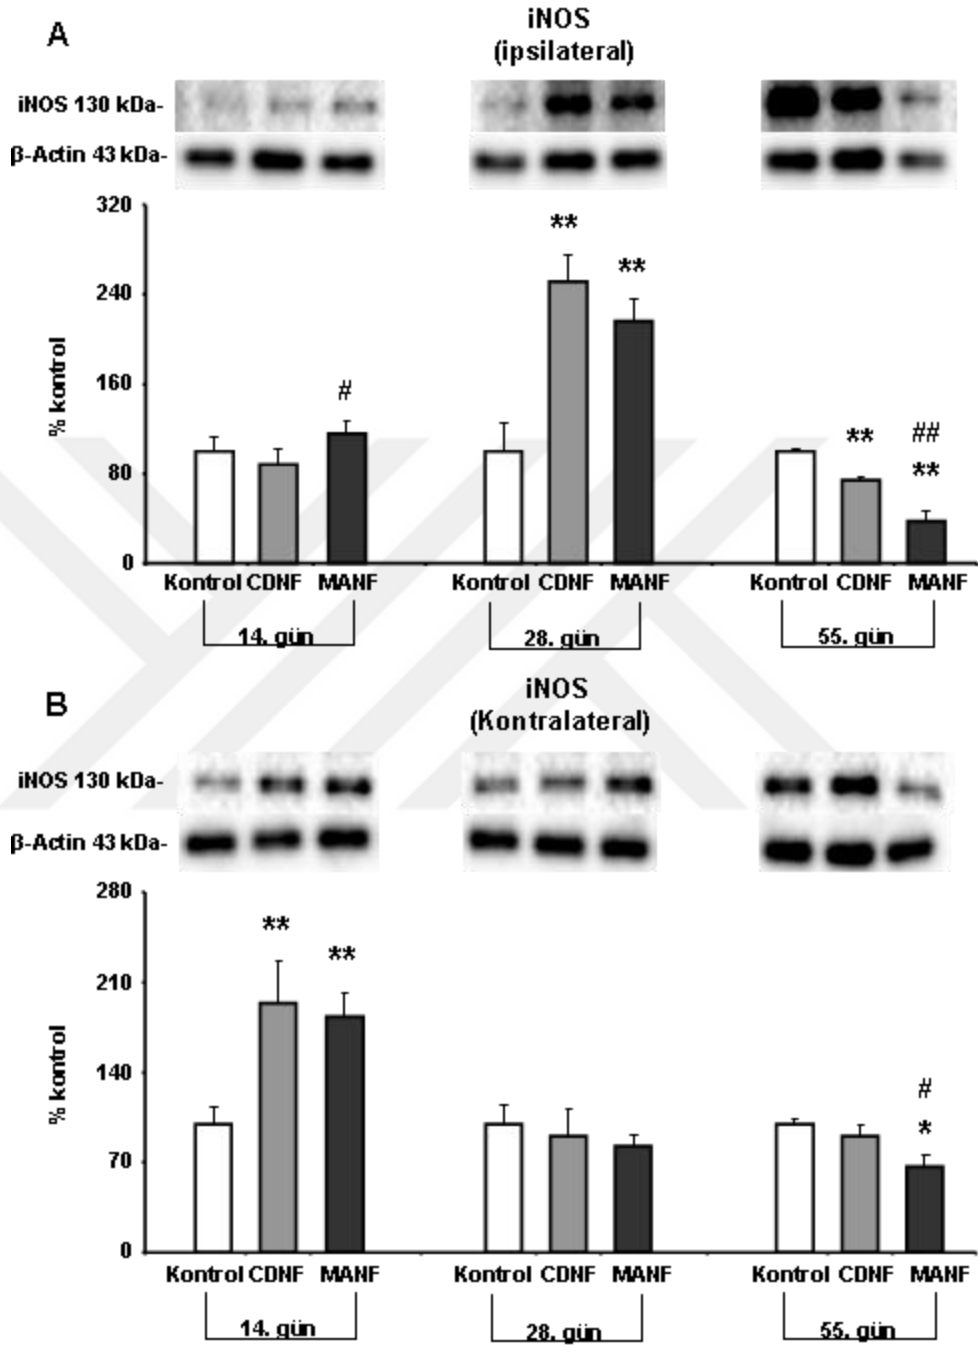 A
iNOS
(ipsilateral)
iNOS 130 kDa-
β-Actin 43 kDa-
320
**
**
240
% kontrol
160
#
**
##
**
80
0
Kontrol CDNF MANF
Kontrol CDNF MANF
Kontrol CDNF MANF
14. gün
28. gün
55. gün
B
iNOS
(Kontralateral)
iNOS 130 kDa-
β-Actin 43 kDa-
280
**
**
210
% kontrol
140
#
*
70
0
Kontrol CDNF MANF
Kontrol CDNF MANF
Kontrol CDNF MANF
14. gün
28. gün
55. gün